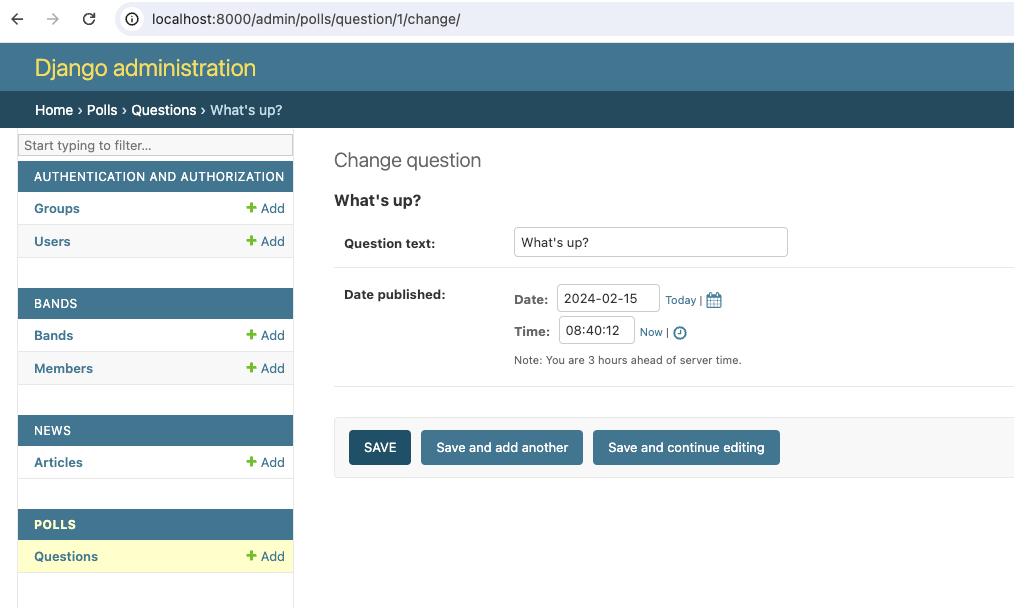 localhost:8000/admin/polls/question/1/change/
Django administration
Home › Polls › Questions › What's up?
Start typing to filter...
AUTHENTICATION AND AUTHORIZATION
Groups + Add
Users + Add
BANDS
Bands + Add
Members + Add
NEWS
Articles + Add
POLLS
Questions + Add
Change question
What's up?
Question text: What's up?
Date published: Date: 2024-02-15 Today |
Time: 08:40:12 Now |
Note: You are 3 hours ahead of server time.
SAVE Save and add another Save and continue editing